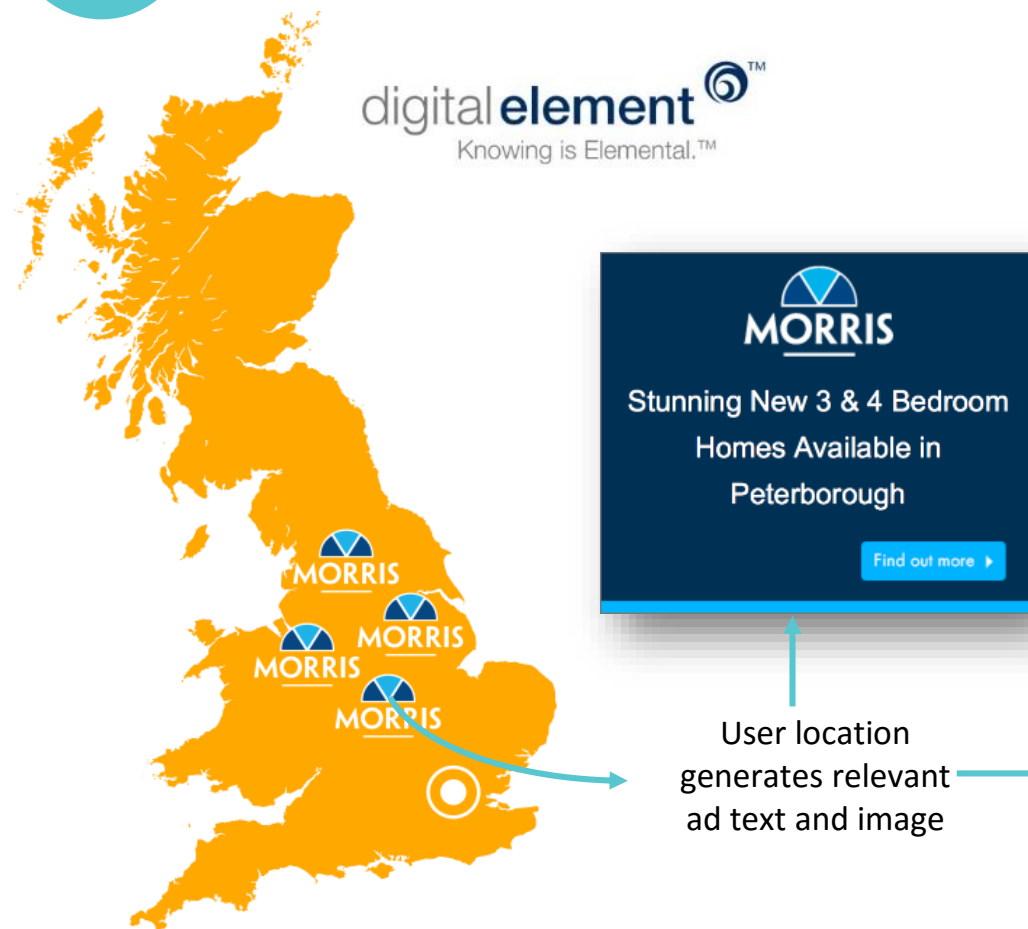 digital element ™
Knowing is Elemental.™
MORRIS
Stunning New 3 & 4 Bedroom
Homes Available in
Peterborough
Find out more
MORRIS
MORRIS
MORRIS
MORRIS
User location
generates relevant
ad text and image